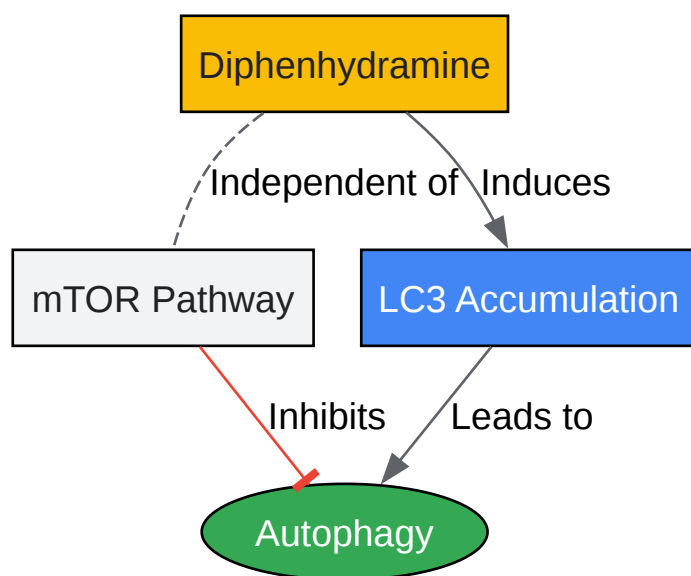 Diphenhydramine
Independent of
Induces
mTOR Pathway
LC3 Accumulation
Inhibits
Leads to
Autophagy